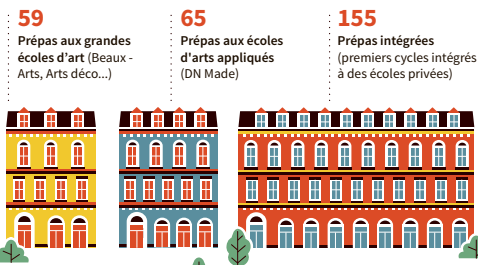 59
Prépas aux grandes
écoles d'art (Beaux -
Arts, Arts déco...)
65
Prépas aux écoles
d'arts appliqués
(DN Made)
155
Prépas intégrées
(premiers cycles intégrés
à des écoles privées)